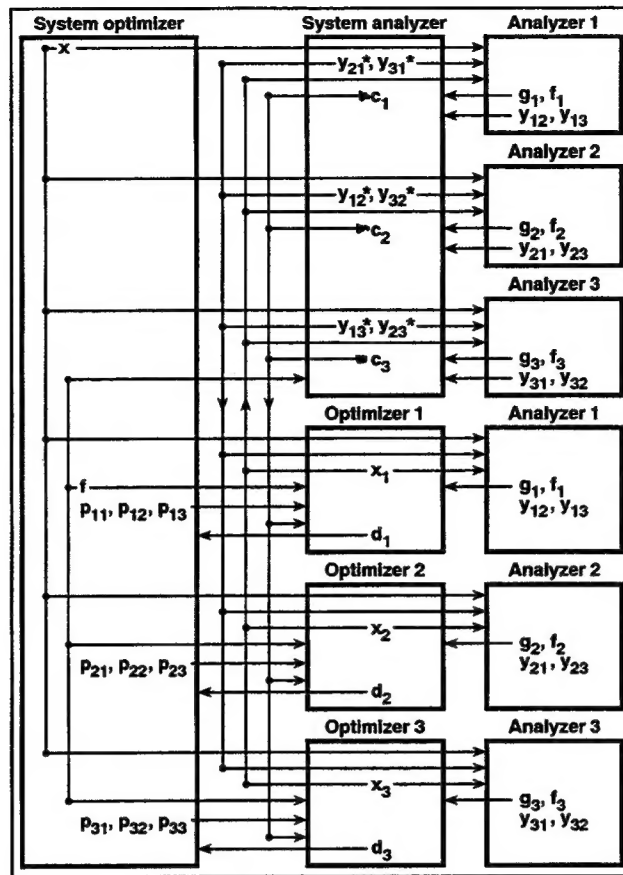 System optimizer System analyzer Analyzer 1
x
y21*, y31*
c1 g1, f1
y12, y13
Analyzer 2
y12*, y32*
c2 g2, f2
y21, y23
Analyzer 3
y13*, y23*
c3 g3, f3
y31, y32
Optimizer 1 Analyzer 1
x1
f g1, f1
p11, p12, p13 y12, y13
d1
Optimizer 2 Analyzer 2
x2
g2, f2
p21, p22, p23 y21, y23
d2
Optimizer 3 Analyzer 3
x3
g3, f3
p31, p32, p33 y31, y32
d3